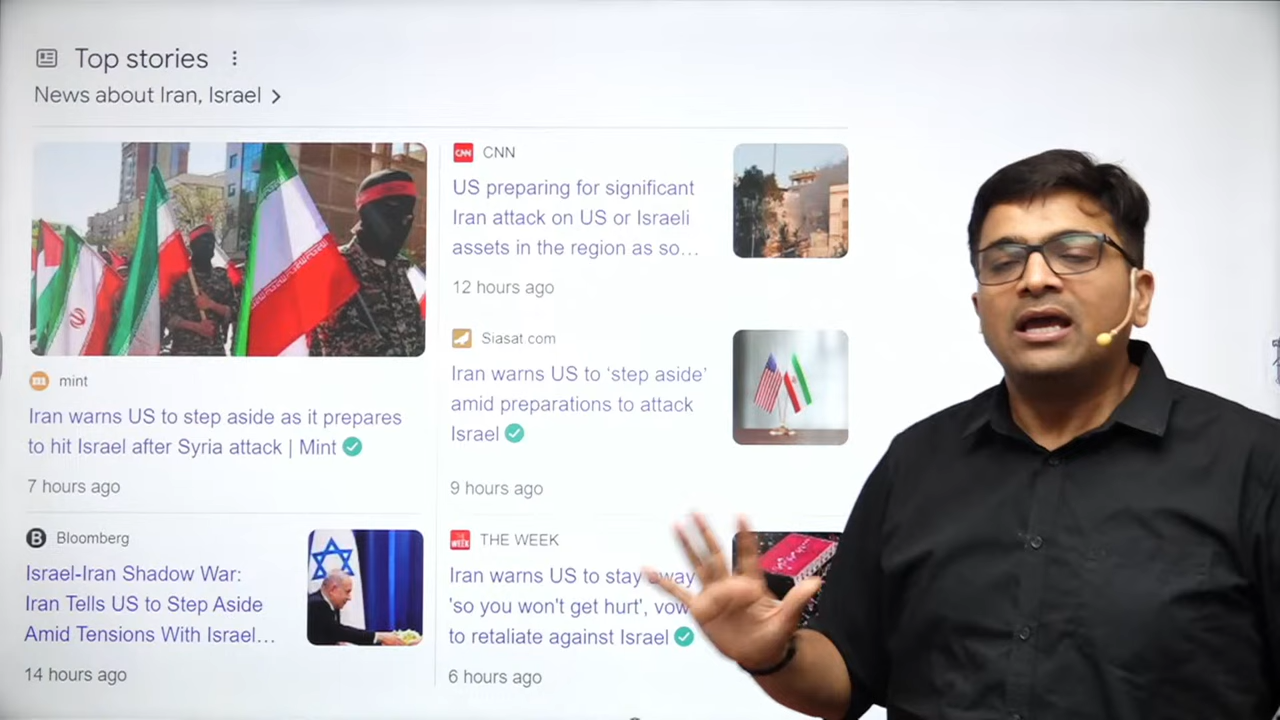 Top stories
News about Iran, Israel >
mint
Iran warns US to step aside as it prepares
to hit Israel after Syria attack | Mint
7 hours ago
B
Bloomberg
Israel-Iran Shadow War:
Iran Tells US to Step Aside
Amid Tensions With Israel...
14 hours ago
CNN
CNN
US preparing for significant
Iran attack on US or Israeli
assets in the region as so...
12 hours ago
Siasat com
Iran warns US to ‘step aside’
amid preparations to attack
Israel
9 hours ago
THE WEEK
THE WEEK
Iran warns US to stay away
'so you won't get hurt',
to retaliate against Israel
6 hours ago